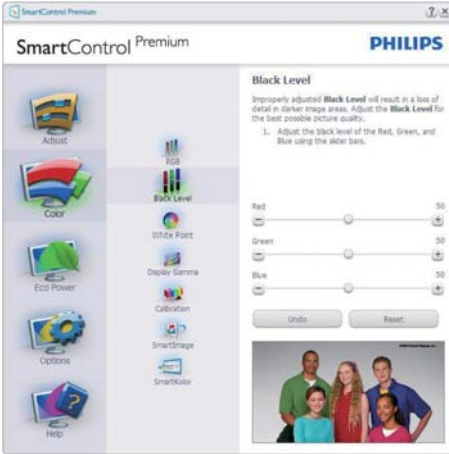 SmartControl Premium
SmartControl Premium
PHILIPS
Adjust
Color
Eco Power
Options
Help
RGB
Black Level
White Point
Display Gamma
Calibration
SmartImage
SmartKolor
Black Level
Improperly adjusted Black Level will result in a loss of
detail in darker image areas. Adjust the Black Level for
the best possible picture quality.
1. Adjust the black level of the Red, Green, and
Blue using the slider bars.
Red 50
Green 50
Blue 50
Undo Reset